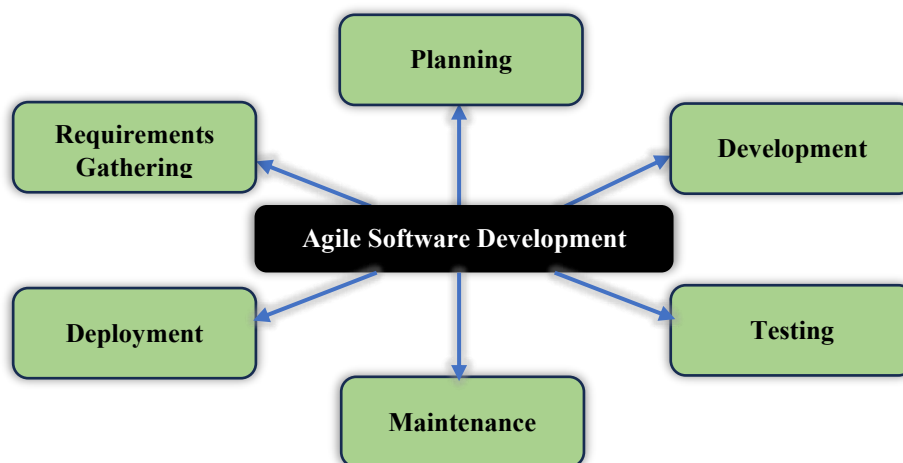 Planning
Requirements
Gathering
Development
Agile Software Development
Deployment
Testing
Maintenance